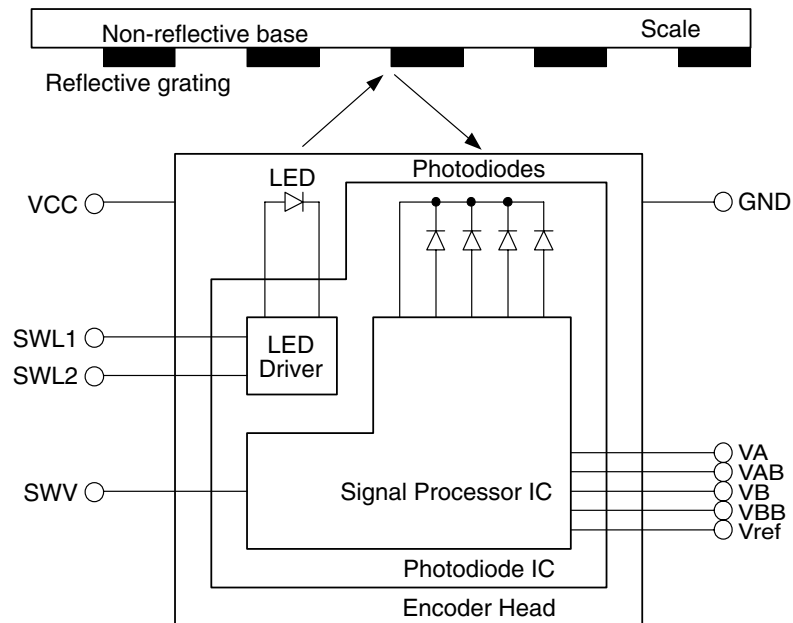 Non-reflective base
Scale
Reflective grating
Photodiodes
LED
VCC
GND
SWL1
LED
Driver
SWL2
VA
VAB
SWV
Signal Processor IC
VB
VBB
Vref
Photodiode IC
Encoder Head